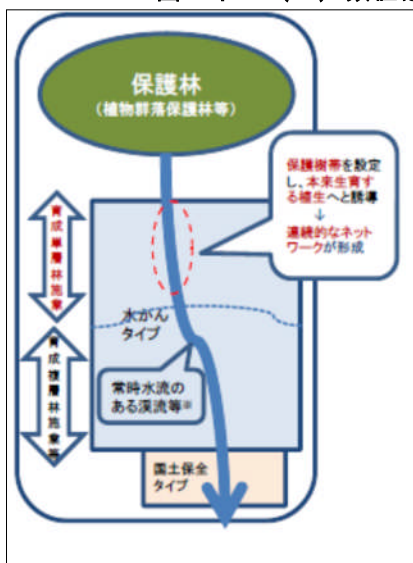 保護林
（植物群落保護林等）
保護樹帯を設定
し、本来生育す
る植生へと誘導
↓
連続的なネット
ワークが形成
育成単層林施業
水がん
タイプ
育成複層林施業等
常時水流の
ある渓流等※
国土保全
タイプ